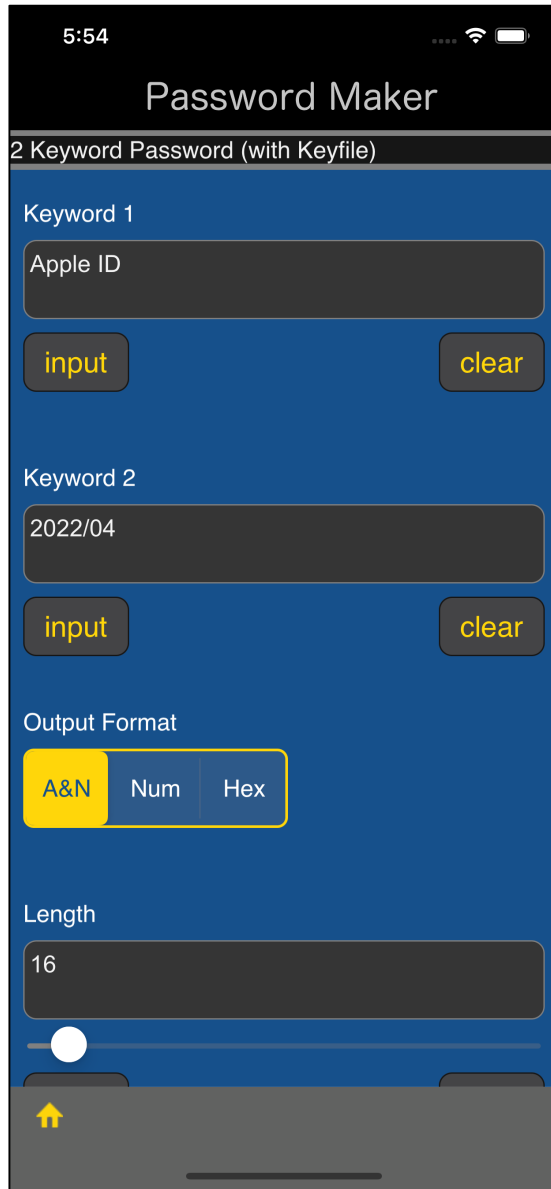 5:54
Password Maker
2 Keyword Password (with Keyfile)
Keyword 1
Apple ID
input clear
Keyword 2
2022/04
input clear
Output Format
A&N Num Hex
Length
16